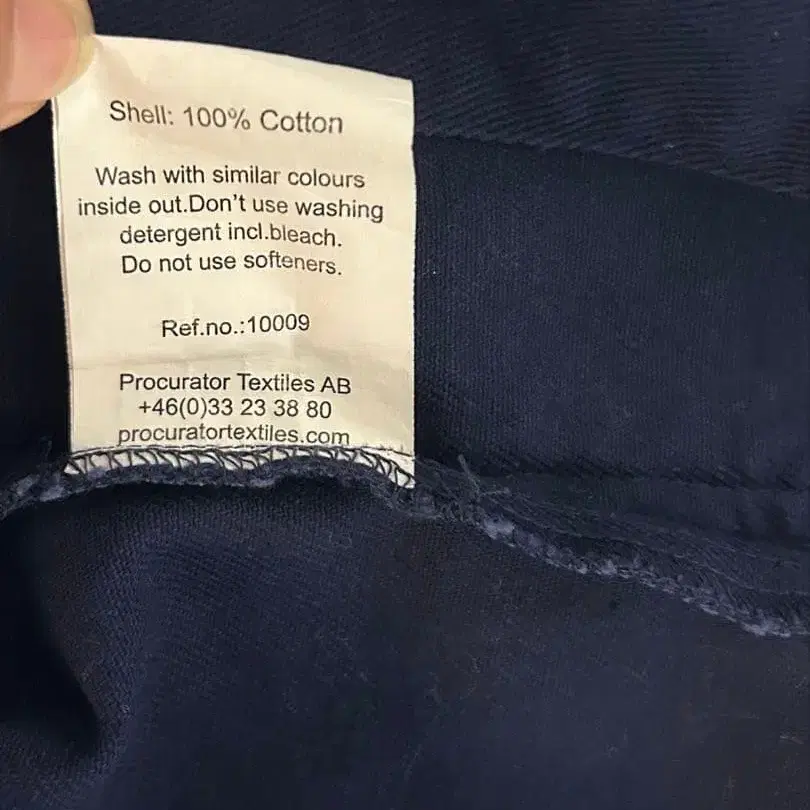 Shell: 100% Cotton
Wash with similar colours
inside out.Don't use washing
detergent incl.bleach.
Do not use softeners.
Ref.no.:10009
Procurator Textiles AB
+46(0)33 23 38 80
procuratortextiles.com